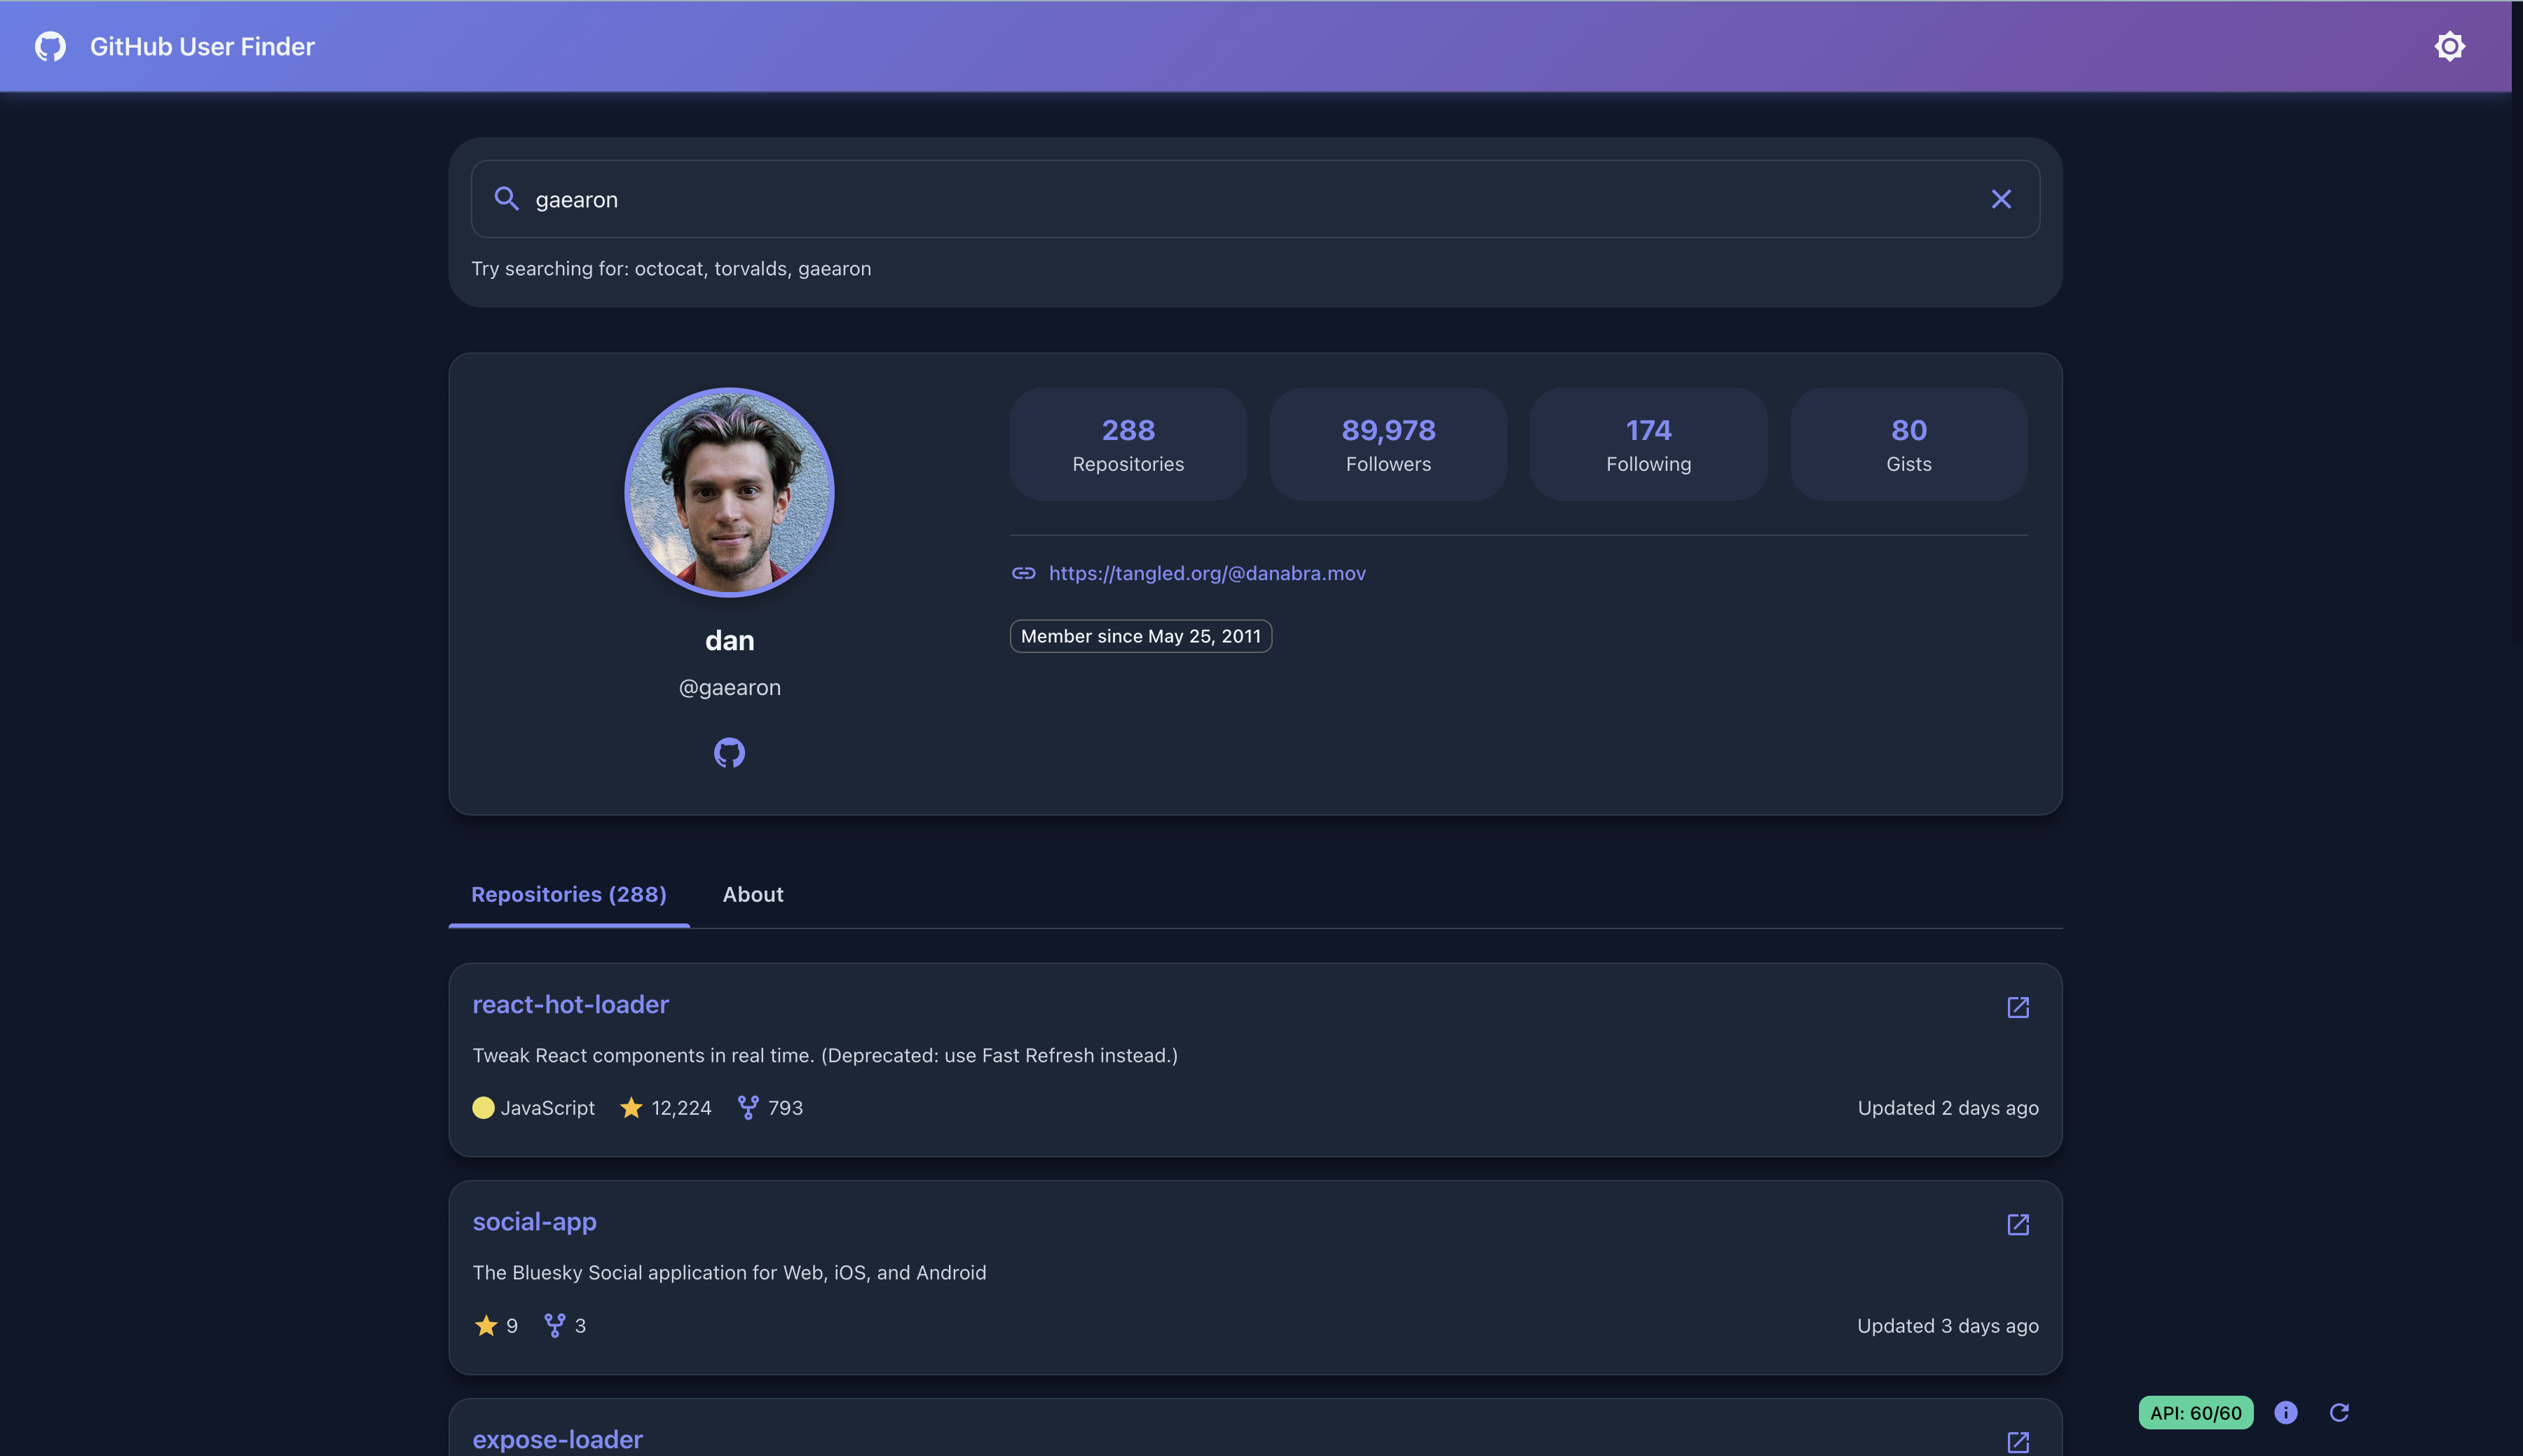 GitHub User Finder
gaearon
Try searching for: octocat, torvalds, gaearon
288
Repositories
89,978
Followers
174
Following
80
Gists
https://tangled.org/@danabra.mov
Member since May 25, 2011
dan
@gaearon
Repositories (288)
About
react-hot-loader
Tweak React components in real time. (Deprecated: use Fast Refresh instead.)
JavaScript 12,224 793 Updated 2 days ago
social-app
The Bluesky Social application for Web, iOS, and Android
9 3 Updated 3 days ago
expose-loader
API: 60/60